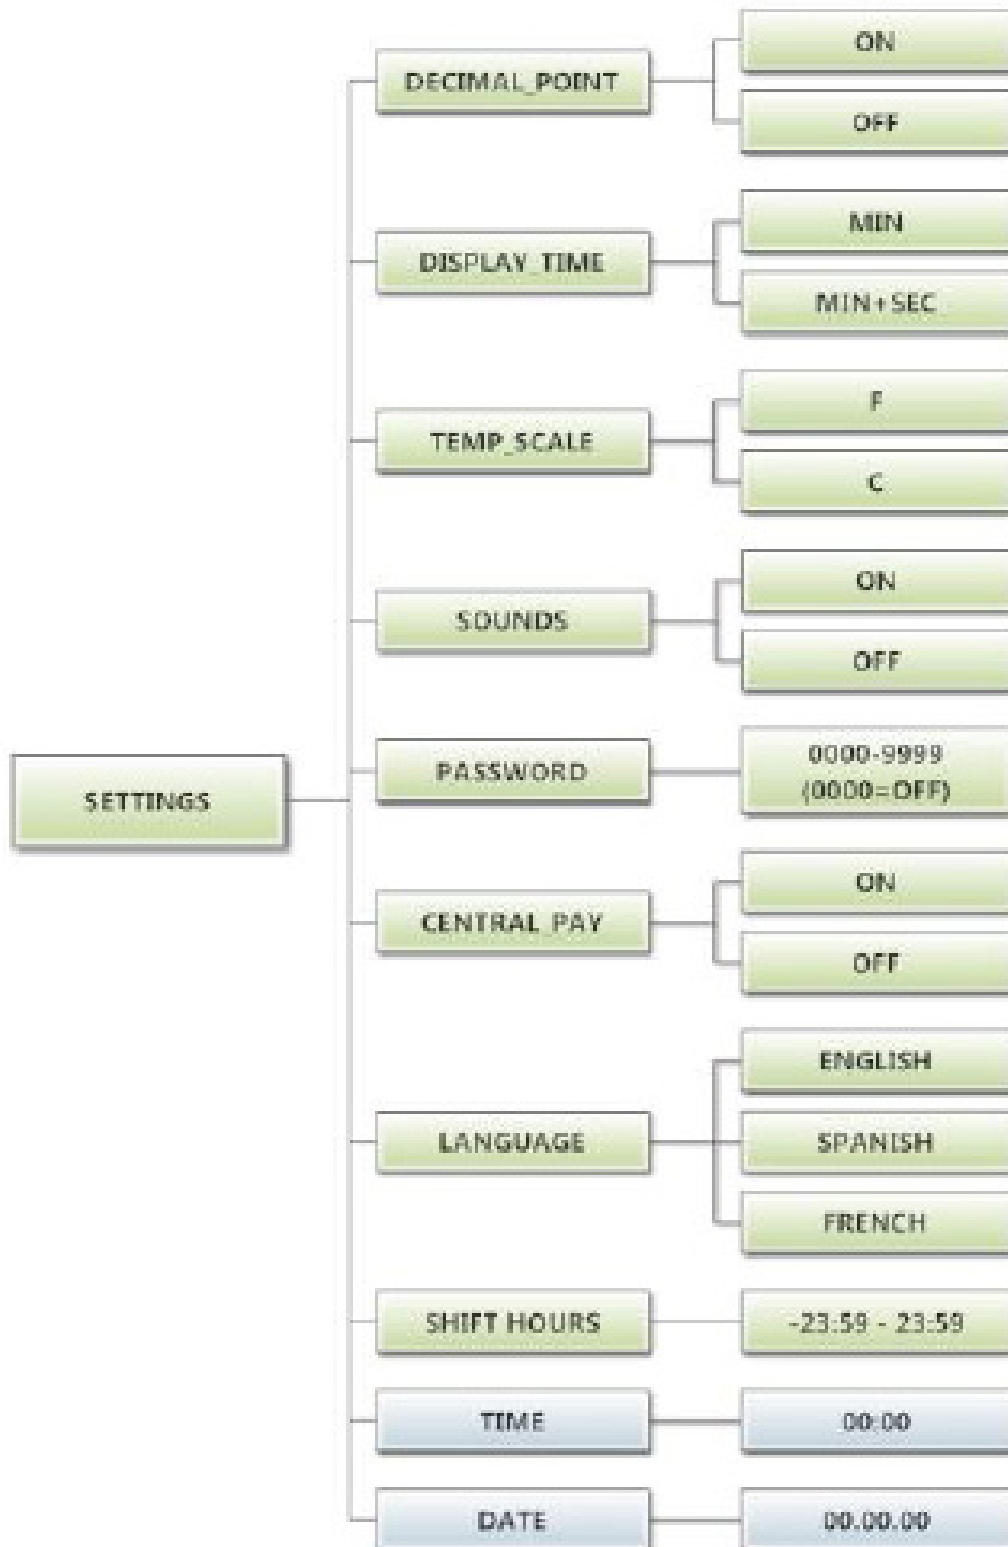 SETTINGS
DECIMAL_POINT
ON
OFF
DISPLAY_TIME
MIN
MIN+SEC
TEMP_SCALE
F
C
SOUNDS
ON
OFF
PASSWORD
0000-9999
(0000=OFF)
CENTRAL_PAY
ON
OFF
LANGUAGE
ENGLISH
SPANISH
FRENCH
SHIFT HOURS
-23:59 - 23:59
TIME
00:00
DATE
00.00.00